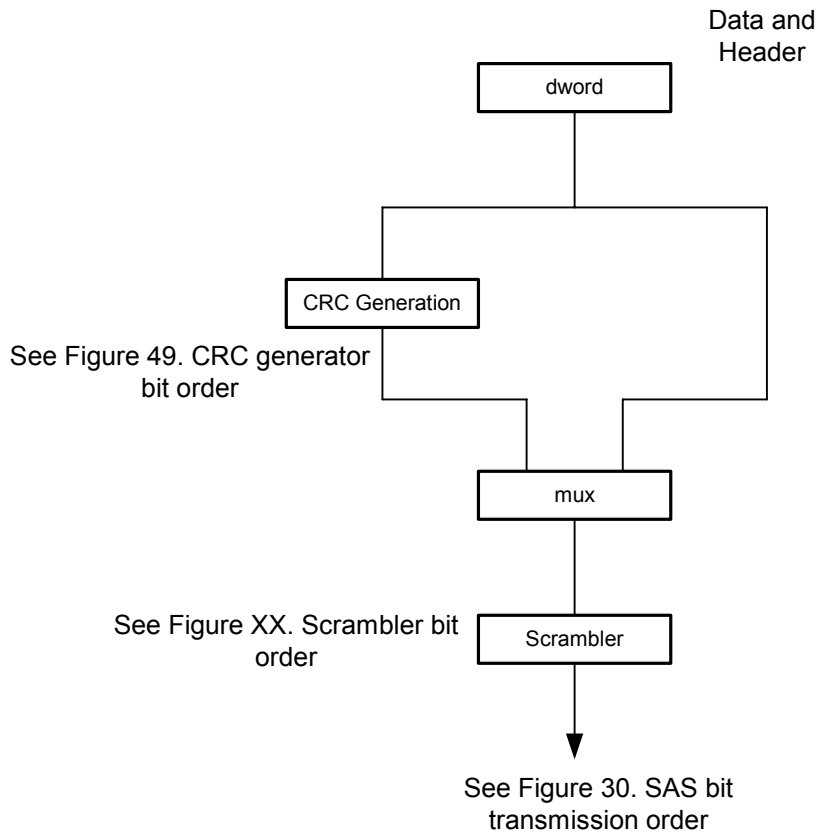 Data and
Header
dword
CRC Generation
See Figure 49. CRC generator
bit order
mux
See Figure XX. Scrambler bit
order
Scrambler
See Figure 30. SAS bit
transmission order